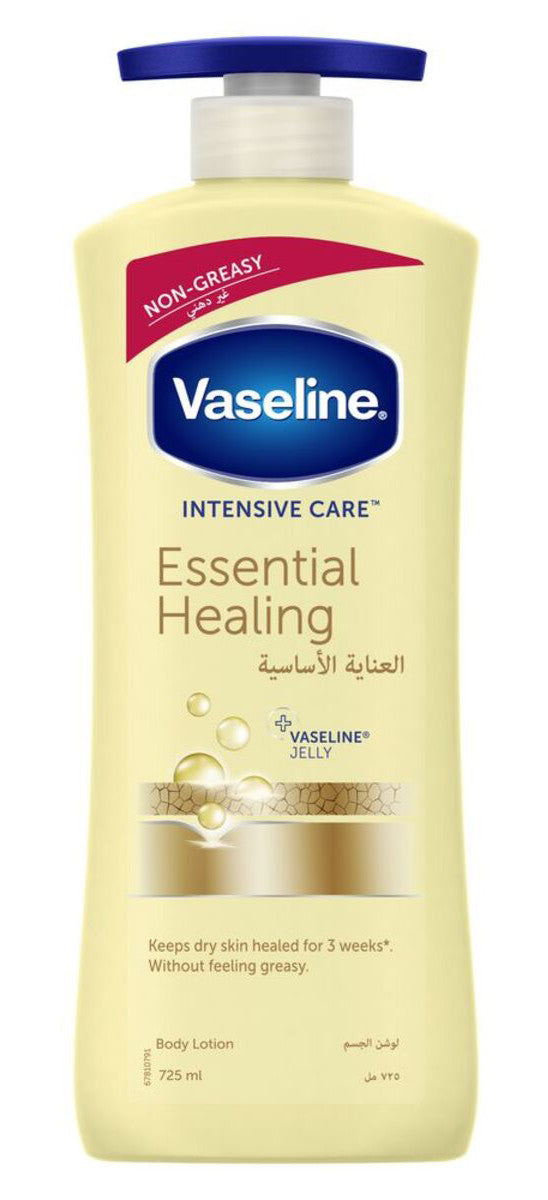 NON-GREASY
غير دهني
Vaseline®
INTENSIVE CARE™
Essential
Healing
العناية الأساسية
VASELINE®
JELLY
Keeps dry skin healed for 3 weeks*.
Without feeling greasy.
Body Lotion لوشن الجسم
725 ml ٧٢٥ مل
67810791